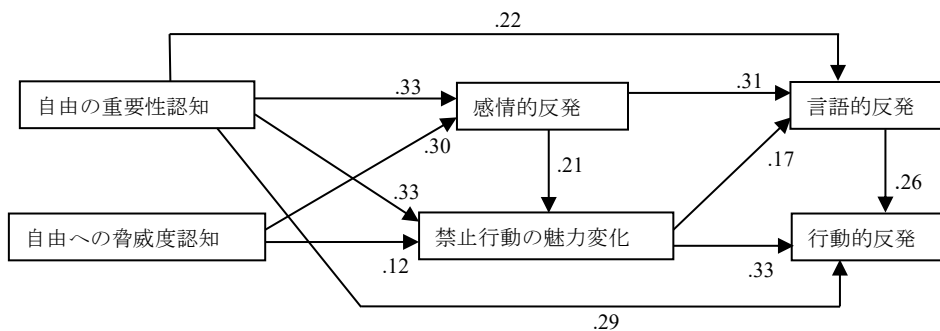 .22
自由の重要性認知
.33
感情的反発
.31
言語的反発
.30
.33
.21
.17
.26
自由への脅威度認知
.12
禁止行動の魅力変化
.33
行動的反発
.29